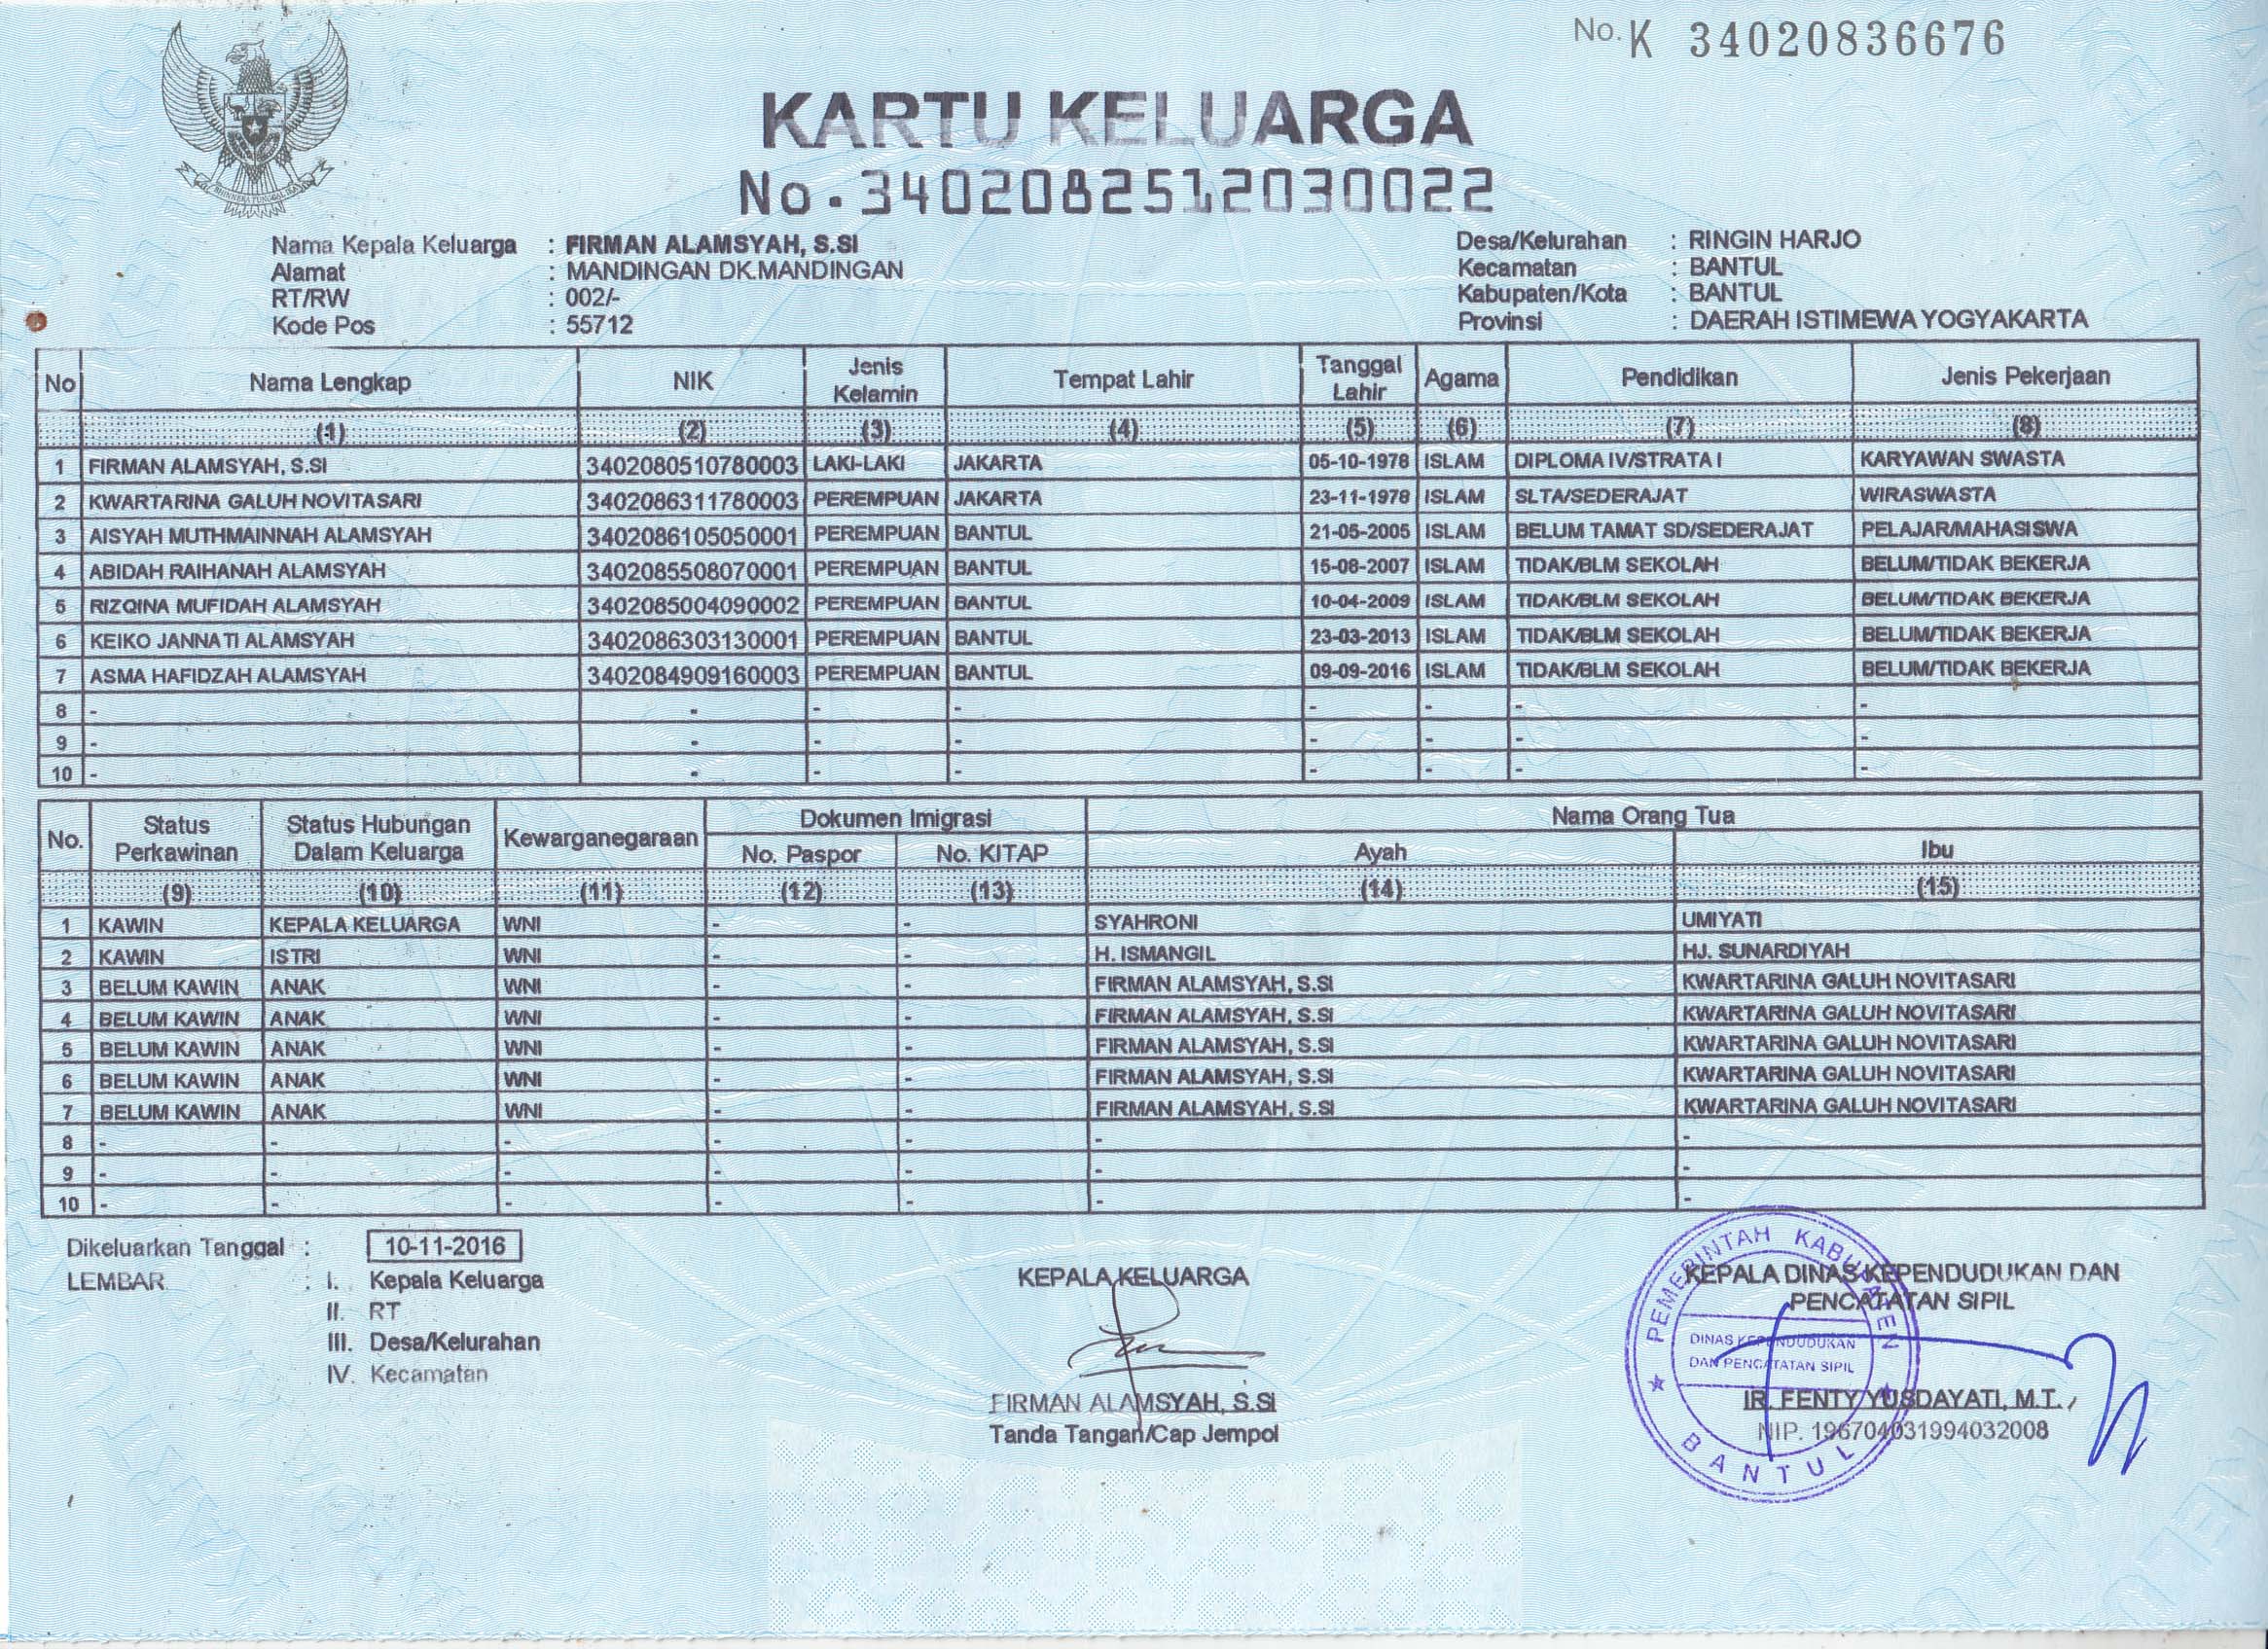 No. K 34020836676
KARTU KELUARGA
No. 3402082512030022
Nama Kepala Keluarga : FIRMAN ALAMSYAH, S.SI
Alamat : MANDINGAN DK.MANDINGAN
RT/RW : 002/-
Kode Pos : 55712
Desa/Kelurahan : RINGIN HARJO
Kecamatan : BANTUL
Kabupaten/Kota : BANTUL
Provinsi : DAERAH ISTIMEWA YOGYAKARTA
No Nama Lengkap NIK Jenis Kelamin Tempat Lahir Tanggal Lahir Agama Pendidikan Jenis Pekerjaan
(1) (2) (3) (4) (5) (6) (7) (8)
1 FIRMAN ALAMSYAH, S.SI 3402080510780003 LAKI-LAKI JAKARTA 05-10-1978 ISLAM DIPLOMA IV/STRATA I KARYAWAN SWASTA
2 KWARTARINA GALUH NOVITASARI 3402086311780003 PEREMPUAN JAKARTA 23-11-1978 ISLAM SLTA/SEDERAJAT WIRASWASTA
3 AISYAH MUTHMAINNAH ALAMSYAH 3402086105050001 PEREMPUAN BANTUL 21-05-2005 ISLAM BELUM TAMAT SD/SEDERAJAT PELAJAR/MAHASISWA
4 ABIDAH RAIHANAH ALAMSYAH 3402085508070001 PEREMPUAN BANTUL 15-08-2007 ISLAM TIDAK/BLM SEKOLAH BELUM/TIDAK BEKERJA
5 RIZQINA MUFIDAH ALAMSYAH 3402085004090002 PEREMPUAN BANTUL 10-04-2009 ISLAM TIDAK/BLM SEKOLAH BELUM/TIDAK BEKERJA
6 KEIKO JANNATI ALAMSYAH 3402086303130001 PEREMPUAN BANTUL 23-03-2013 ISLAM TIDAK/BLM SEKOLAH BELUM/TIDAK BEKERJA
7 ASMA HAFIDZAH ALAMSYAH 3402084909160003 PEREMPUAN BANTUL 09-09-2016 ISLAM TIDAK/BLM SEKOLAH BELUM/TIDAK BEKERJA
8 - - - - - - - -
9 - - - - - - - -
10 - - - - - - - -
No. Status Perkawinan Status Hubungan Dalam Keluarga Kewarganegaraan Dokumen Imigrasi Nama Orang Tua
No. Paspor No. KITAP Ayah Ibu
(9) (10) (11) (12) (13) (14) (15)
1 KAWIN KEPALA KELUARGA WNI - - SYAHRONI UMIYATI
2 KAWIN ISTRI WNI - - H. ISMANGIL HJ. SUNARDIYAH
3 BELUM KAWIN ANAK WNI - - FIRMAN ALAMSYAH, S.SI KWARTARINA GALUH NOVITASARI
4 BELUM KAWIN ANAK WNI - - FIRMAN ALAMSYAH, S.SI KWARTARINA GALUH NOVITASARI
5 BELUM KAWIN ANAK WNI - - FIRMAN ALAMSYAH, S.SI KWARTARINA GALUH NOVITASARI
6 BELUM KAWIN ANAK WNI - - FIRMAN ALAMSYAH, S.SI KWARTARINA GALUH NOVITASARI
7 BELUM KAWIN ANAK WNI - - FIRMAN ALAMSYAH, S.SI KWARTARINA GALUH NOVITASARI
8 - - - - - - -
9 - - - - - - -
10 - - - - - - -
Dikeluarkan Tanggal : 10-11-2016
LEMBAR : I. Kepala Keluarga
II. RT
III. Desa/Kelurahan
IV. Kecamatan
KEPALA KELUARGA
FIRMAN ALAMSYAH, S.SI
Tanda Tangan/Cap Jempol
KEPALA DINAS KEPENDUDUKAN DAN
PENCATATAN SIPIL
IR. FENTY YUSDAYATI, M.T.
NIP. 196704031994032008
PEMERINTAH KABUPATEN
DINAS KEPENDUDUKAN
DAN PENCATATAN SIPIL
BANTUL